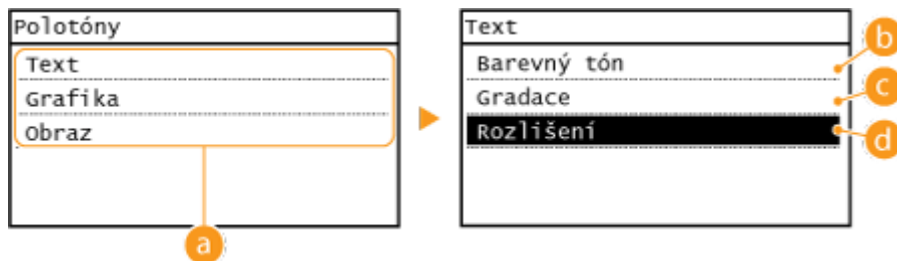 Polotóny
Text
Grafika
Obraz
a
Text
Barevný tón
Gradace
Rozlišení
b
c
d